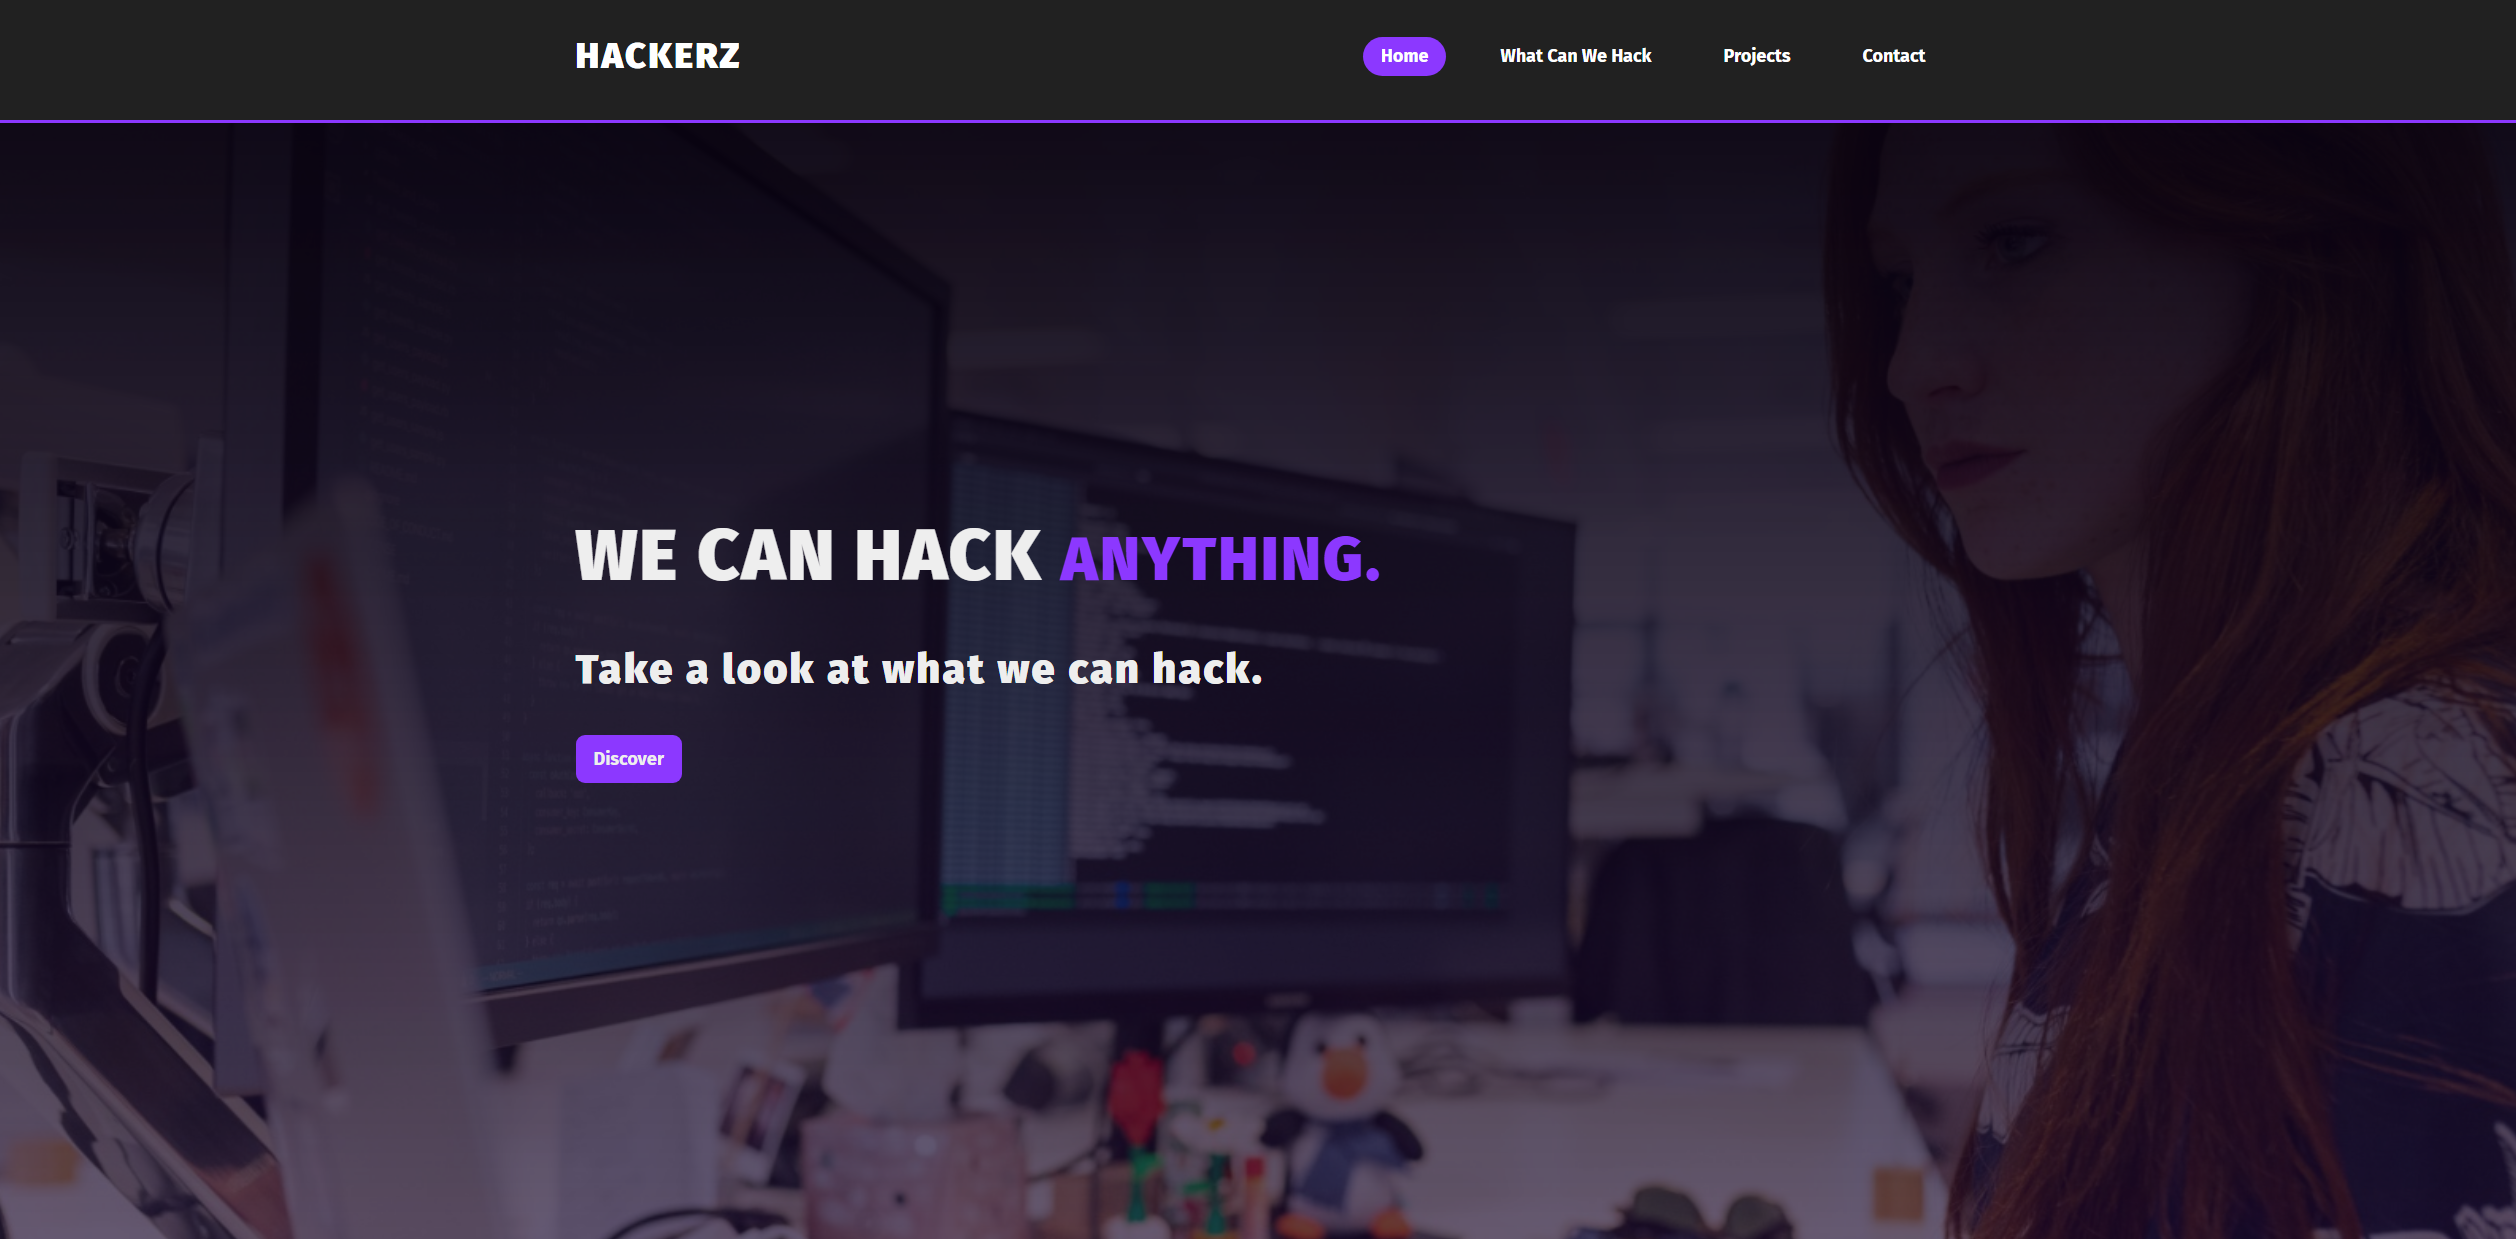 HACKERZ
Home What Can We Hack Projects Contact
WE CAN HACK ANYTHING.
Take a look at what we can hack.
Discover